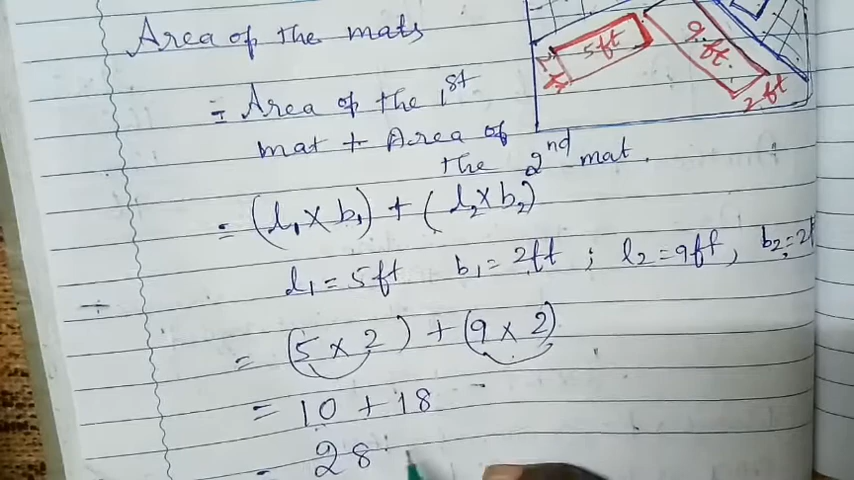 Area of the mats
5ft
9ft
2ft
2ft
= Area of the 1st
mat + Area of
the 2nd mat.
= (l₁ × b₁) + (l₂ × b₂)
l₁ = 5ft b₁ = 2ft ; l₂ = 9ft, b₂ = 2f
= (5 × 2) + (9 × 2)
= 10 + 18
= 28